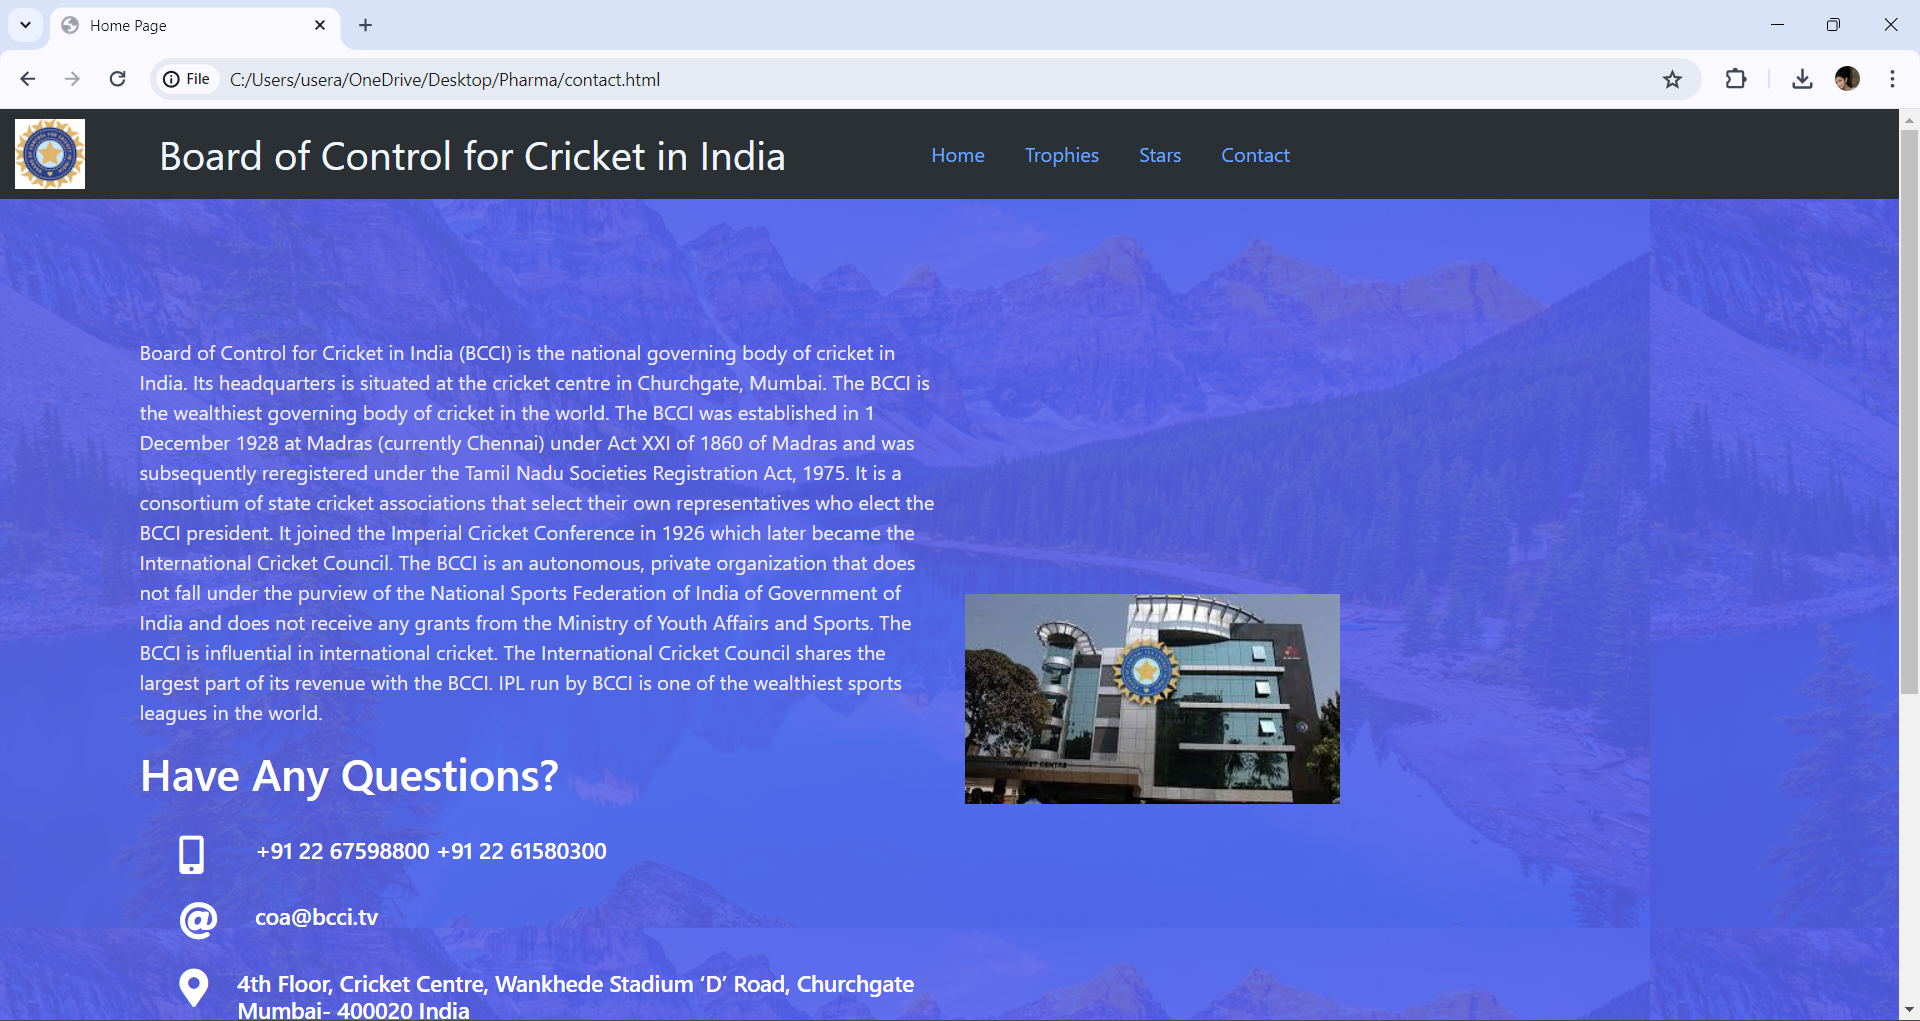 Home Page
File C:/Users/usera/OneDrive/Desktop/Pharma/contact.html
Board of Control for Cricket in India Home Trophies Stars Contact
Board of Control for Cricket in India (BCCI) is the national governing body of cricket in
India. Its headquarters is situated at the cricket centre in Churchgate, Mumbai. The BCCI is
the wealthiest governing body of cricket in the world. The BCCI was established in 1
December 1928 at Madras (currently Chennai) under Act XXI of 1860 of Madras and was
subsequently reregistered under the Tamil Nadu Societies Registration Act, 1975. It is a
consortium of state cricket associations that select their own representatives who elect the
BCCI president. It joined the Imperial Cricket Conference in 1926 which later became the
International Cricket Council. The BCCI is an autonomous, private organization that does
not fall under the purview of the National Sports Federation of India of Government of
India and does not receive any grants from the Ministry of Youth Affairs and Sports. The
BCCI is influential in international cricket. The International Cricket Council shares the
largest part of its revenue with the BCCI. IPL run by BCCI is one of the wealthiest sports
leagues in the world.
CRICKET CENTRE
Have Any Questions?
+91 22 67598800 +91 22 61580300
@ coa@bcci.tv
4th Floor, Cricket Centre, Wankhede Stadium ‘D’ Road, Churchgate
Mumbai- 400020 India